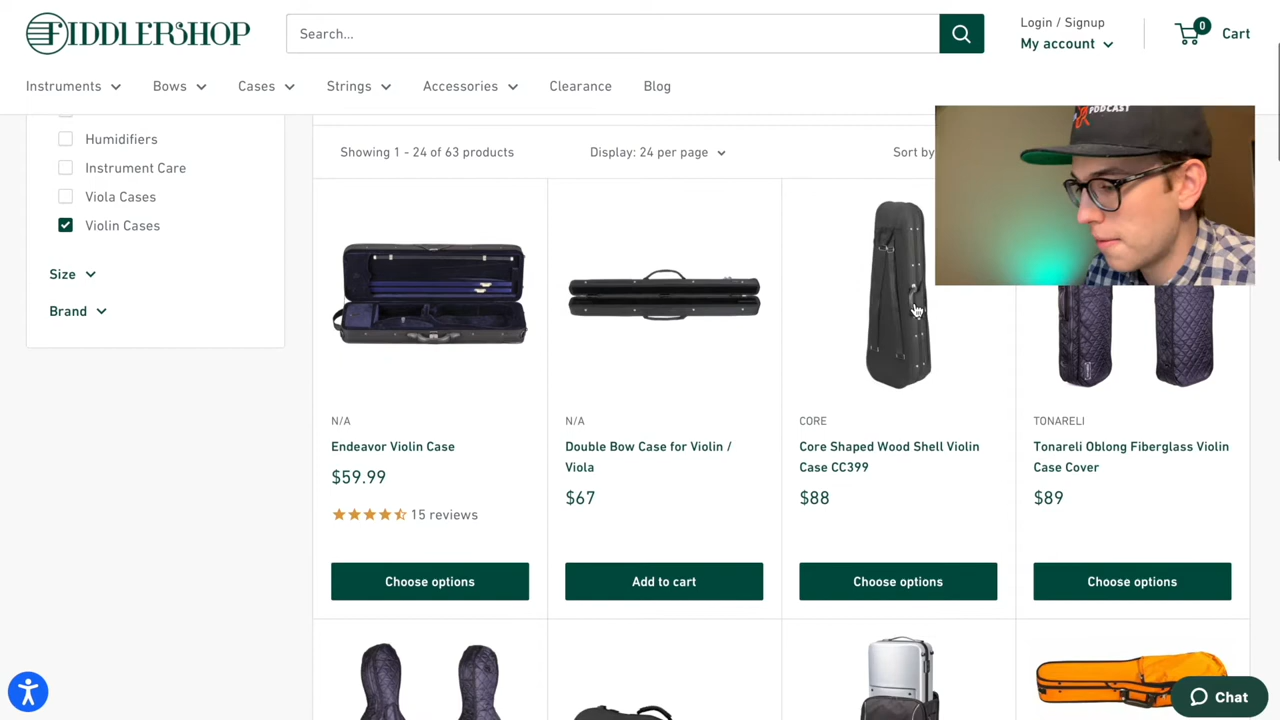 FIDDLERSHOP
Search...
Login / Signup
My account
0
Cart
Instruments
Bows
Cases
Strings
Accessories
Clearance
Blog
PODCAST
Humidifiers
Instrument Care
Viola Cases
Violin Cases
Size
Brand
Showing 1 - 24 of 63 products
Display: 24 per page
Sort by
N/A
Endeavor Violin Case
$59.99
15 reviews
Choose options
N/A
Double Bow Case for Violin /
Viola
$67
Add to cart
CORE
Core Shaped Wood Shell Violin
Case CC399
$88
Choose options
TONARELI
Tonareli Oblong Fiberglass Violin
Case Cover
$89
Choose options
Chat